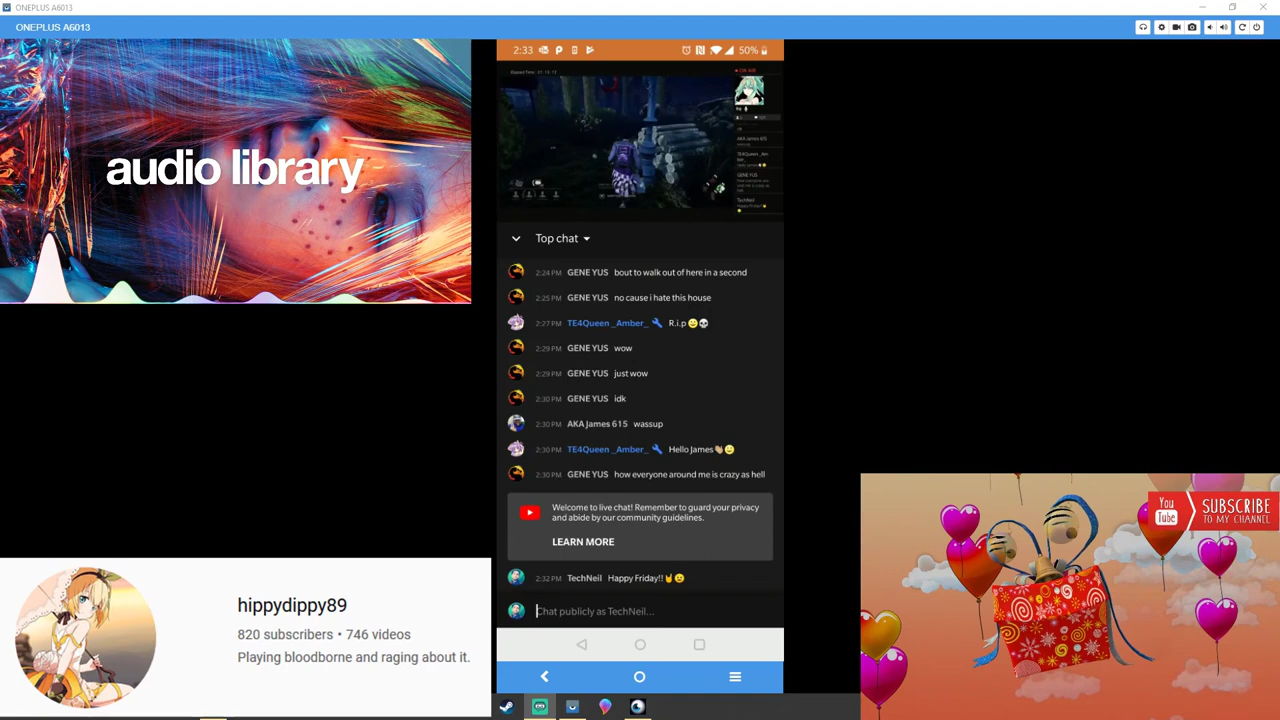 ONEPLUS A6013
ONEPLUS A6013
audio library
2:33
50%
Top chat
2:24 PM GENE YUS bout to walk out of here in a second
2:25 PM GENE YUS no cause i hate this house
2:27 PM TE4Queen _Amber_ R.i.p 🙂💀
2:29 PM GENE YUS wow
2:29 PM GENE YUS just wow
2:30 PM GENE YUS idk
2:30 PM AKA James 615 wassup
2:30 PM TE4Queen _Amber_ Hello James👋🏽😀
2:30 PM GENE YUS how everyone around me is crazy as hell
Welcome to live chat! Remember to guard your privacy
and abide by our community guidelines.
LEARN MORE
2:32 PM TechNeil Happy Friday!!🤘😉
Chat publicly as TechNeil...
hippydippy89
820 subscribers • 746 videos
Playing bloodborne and raging about it.
You
Tube
SUBSCRIBE
TO MY CHANNEL